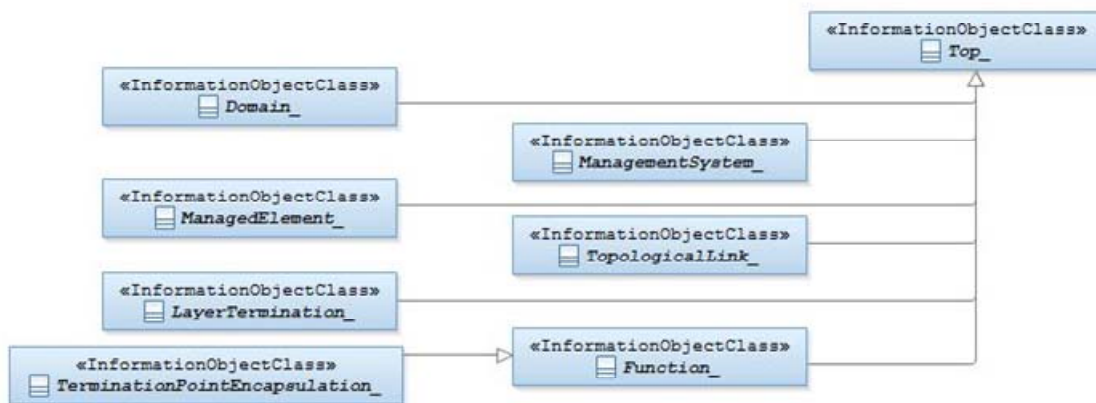 «InformationObjectClass»
Top_
«InformationObjectClass»
Domain_
«InformationObjectClass»
ManagementSystem_
«InformationObjectClass»
ManagedElement_
«InformationObjectClass»
TopologicalLink_
«InformationObjectClass»
LayerTermination_
«InformationObjectClass»
Function_
«InformationObjectClass»
TerminationPointEncapsulation_